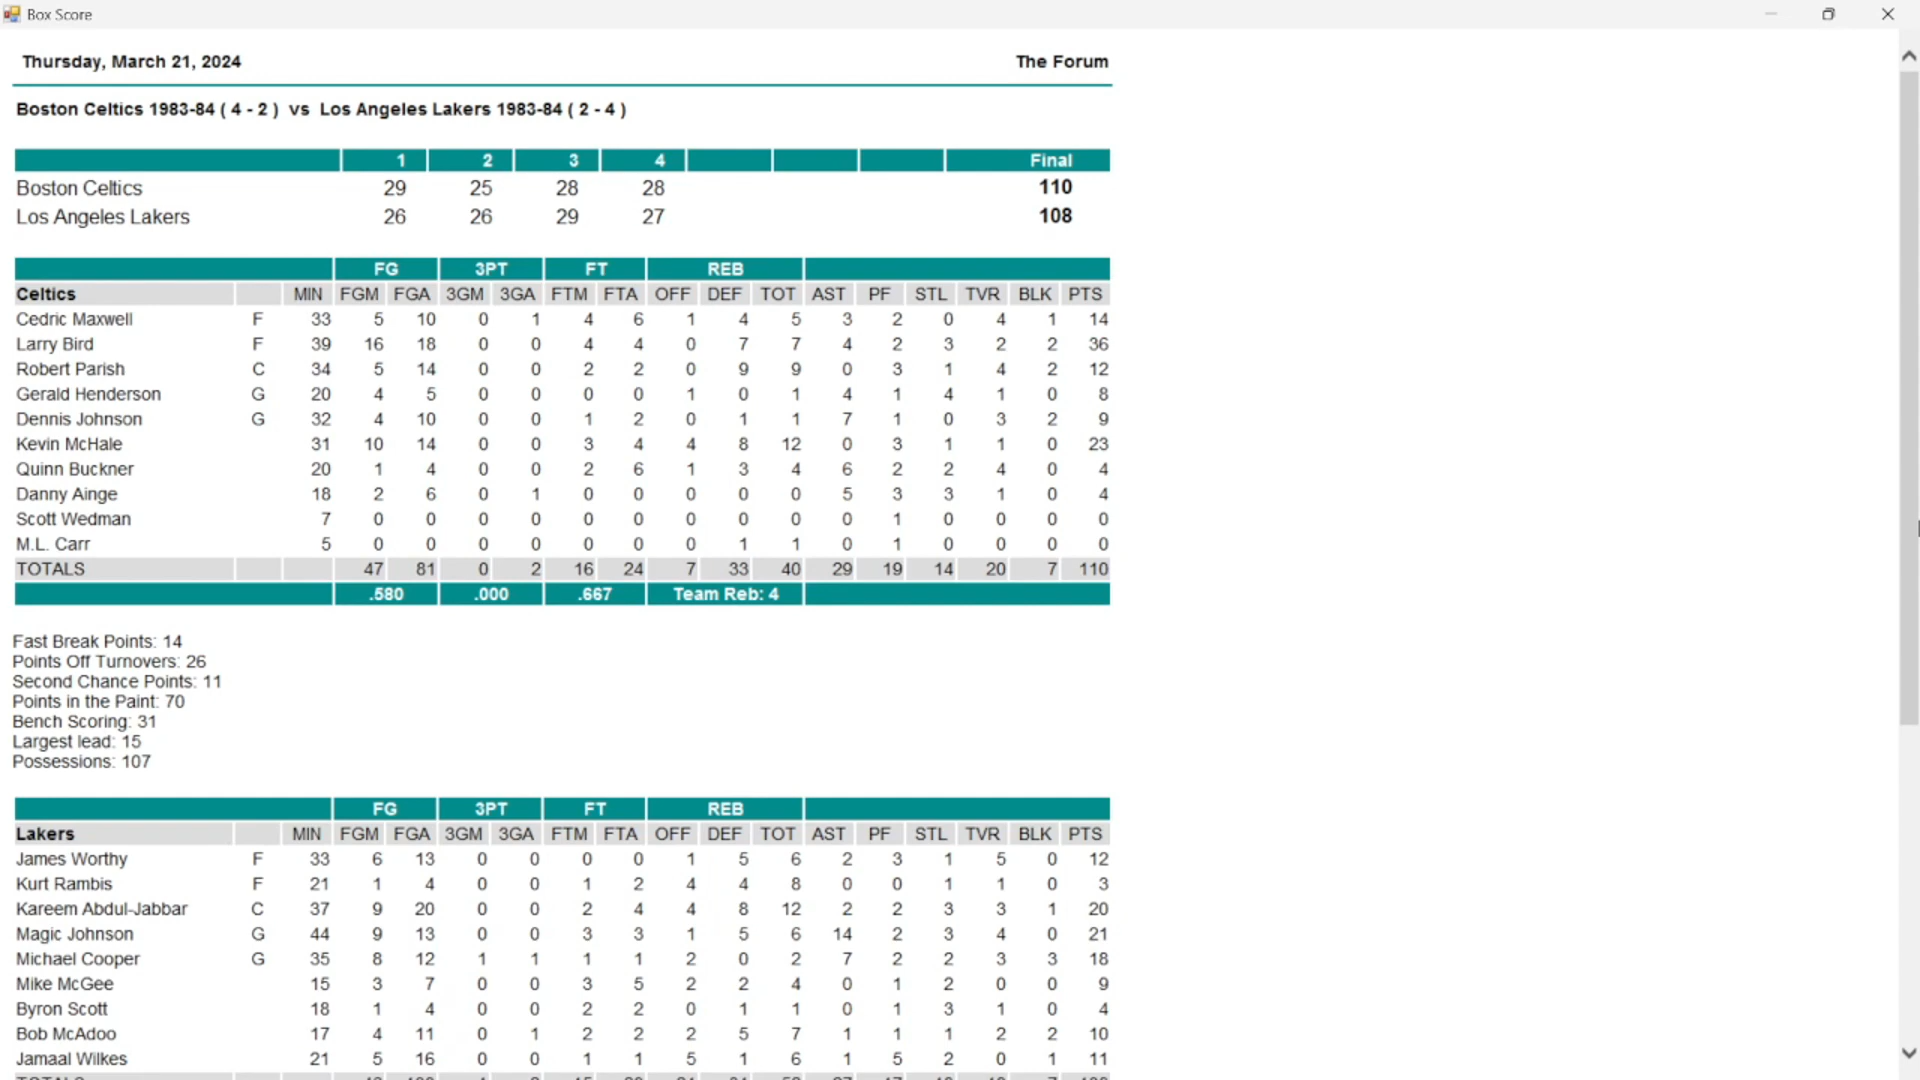 Box Score
Thursday, March 21, 2024 The Forum
Boston Celtics 1983-84 ( 4 - 2 ) vs Los Angeles Lakers 1983-84 ( 2 - 4 )
1 2 3 4 Final
Boston Celtics 29 25 28 28 110
Los Angeles Lakers 26 26 29 27 108
FG 3PT FT REB
Celtics MIN FGM FGA 3GM 3GA FTM FTA OFF DEF TOT AST PF STL TVR BLK PTS
Cedric Maxwell F 33 5 10 0 1 4 6 1 4 5 3 2 0 4 1 14
Larry Bird F 39 16 18 0 0 4 4 0 7 7 4 2 3 2 2 36
Robert Parish C 34 5 14 0 0 2 2 0 9 9 0 3 1 4 2 12
Gerald Henderson G 20 4 5 0 0 0 0 1 0 1 4 1 4 1 0 8
Dennis Johnson G 32 4 10 0 0 1 2 0 1 1 7 1 0 3 2 9
Kevin McHale 31 10 14 0 0 3 4 4 8 12 0 3 1 1 0 23
Quinn Buckner 20 1 4 0 0 2 6 1 3 4 6 2 2 4 0 4
Danny Ainge 18 2 6 0 1 0 0 0 0 0 5 3 3 1 0 4
Scott Wedman 7 0 0 0 0 0 0 0 0 0 0 1 0 0 0 0
M.L. Carr 5 0 0 0 0 0 0 0 1 1 0 1 0 0 0 0
TOTALS 47 81 0 2 16 24 7 33 40 29 19 14 20 7 110
.580 .000 .667 Team Reb: 4
Fast Break Points: 14
Points Off Turnovers: 26
Second Chance Points: 11
Points in the Paint: 70
Bench Scoring: 31
Largest lead: 15
Possessions: 107
FG 3PT FT REB
Lakers MIN FGM FGA 3GM 3GA FTM FTA OFF DEF TOT AST PF STL TVR BLK PTS
James Worthy F 33 6 13 0 0 0 0 1 5 6 2 3 1 5 0 12
Kurt Rambis F 21 1 4 0 0 1 2 4 4 8 0 0 1 1 0 3
Kareem Abdul-Jabbar C 37 9 20 0 0 2 4 4 8 12 2 2 3 3 1 20
Magic Johnson G 44 9 13 0 0 3 3 1 5 6 14 2 3 4 0 21
Michael Cooper G 35 8 12 1 1 1 1 2 0 2 7 2 2 3 3 18
Mike McGee 15 3 7 0 0 3 5 2 2 4 0 1 2 0 0 9
Byron Scott 18 1 4 0 0 2 2 0 1 1 0 1 3 1 0 4
Bob McAdoo 17 4 11 0 1 2 2 2 5 7 1 1 1 2 2 10
Jamaal Wilkes 21 5 16 0 0 1 1 5 1 6 1 5 2 0 1 11